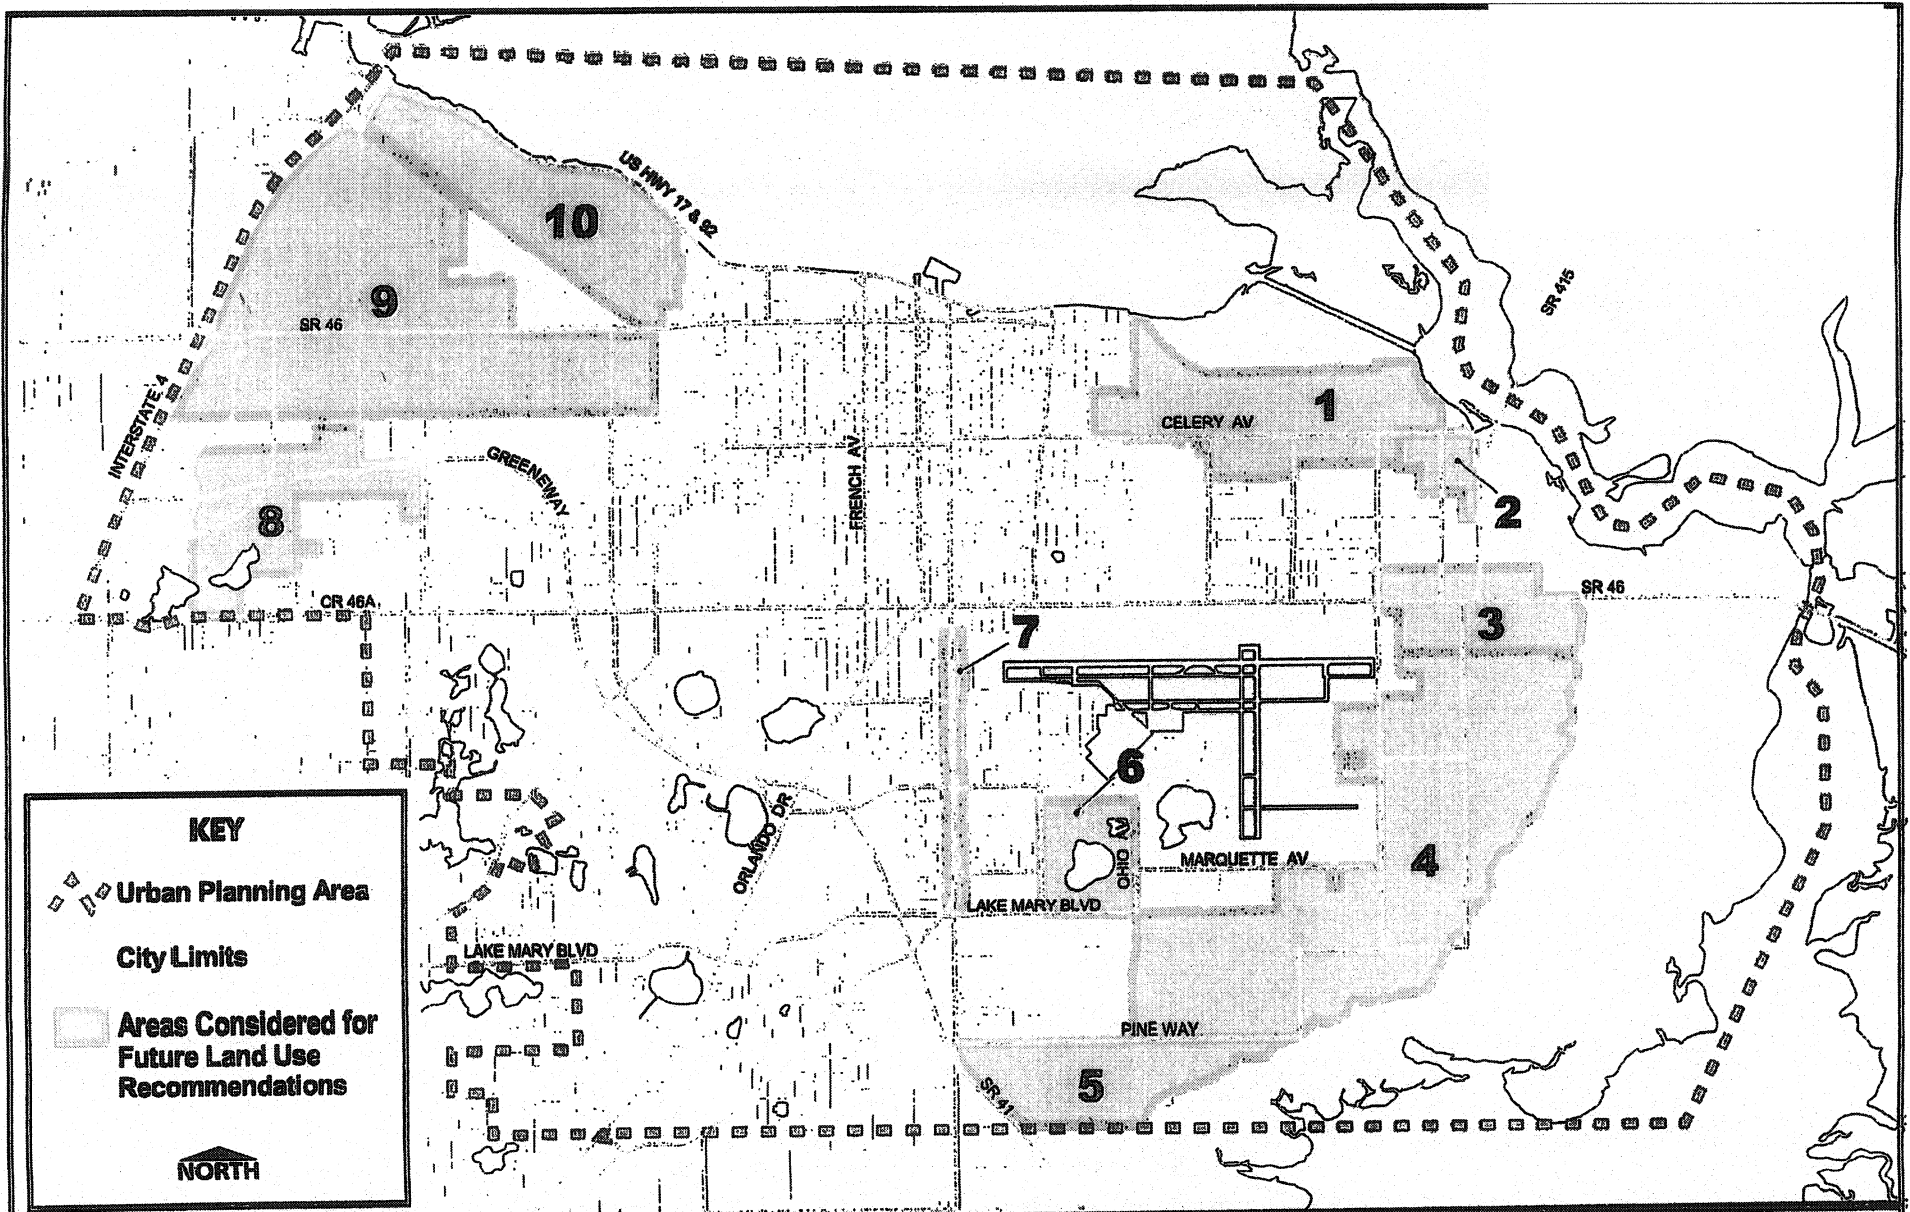 US HWY 17 & 92
10
9
SR 46
SR 415
INTERSTATE 4
1
CELERY AV
GREENEWAY
FRENCH AV
2
8
CR 46A
SR 46
3
7
6
OHIO AV
ORLANDO DR
MARQUETTE AV
4
LAKE MARY BLVD
LAKE MARY BLVD
PINE WAY
5
SR 41
KEY
Urban Planning Area
City Limits
Areas Considered for
Future Land Use
Recommendations
NORTH